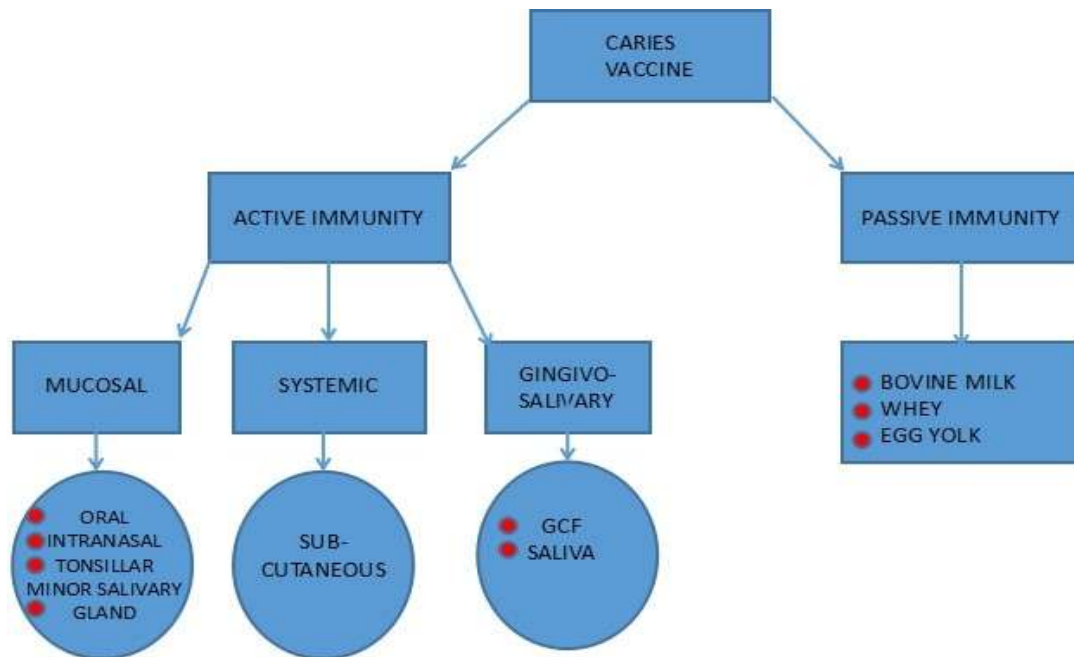 CARIES
VACCINE
ACTIVE IMMUNITY
PASSIVE IMMUNITY
MUCOSAL
SYSTEMIC
GINGIVO-
SALIVARY
BOVINE MILK
WHEY
EGG YOLK
ORAL
INTRANASAL
TONSILLAR
MINOR SALIVARY
GLAND
SUB-
CUTANEOUS
GCF
SALIVA